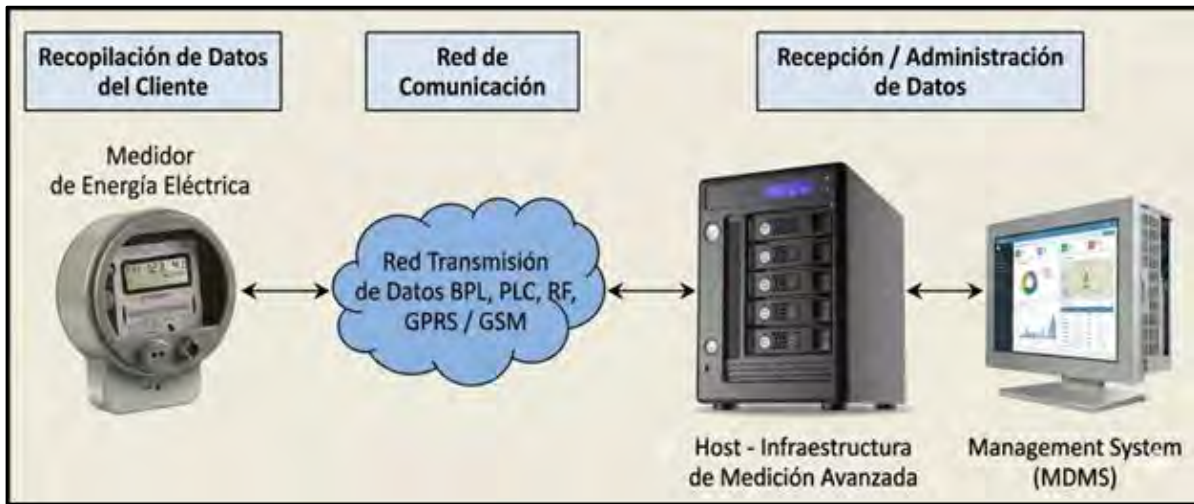 Recopilación de Datos
del Cliente
Red de
Comunicación
Recepción / Administración
de Datos
Medidor
de Energía Eléctrica
Red Transmisión
de Datos BPL, PLC, RF,
GPRS / GSM
Host - Infraestructura
de Medición Avanzada
Management System
(MDMS)